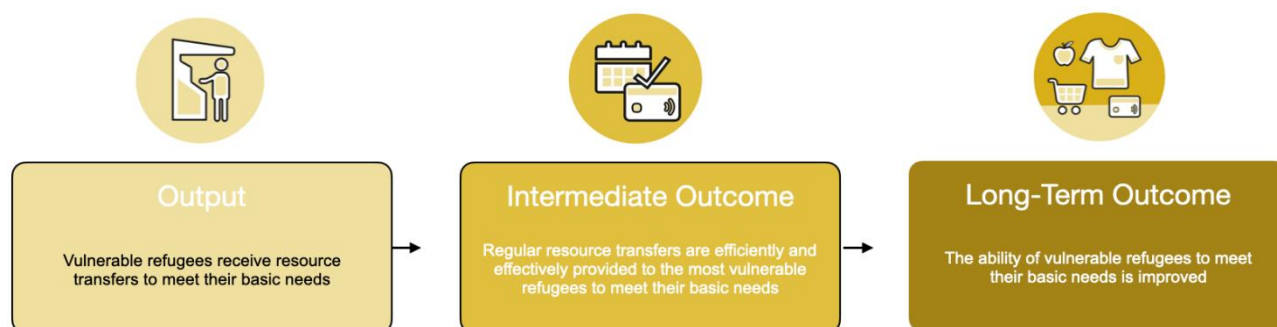 Output
Vulnerable refugees receive resource
transfers to meet their basic needs
Intermediate Outcome
Regular resource transfers are efficiently and
effectively provided to the most vulnerable
refugees to meet their basic needs
Long-Term Outcome
The ability of vulnerable refugees to meet
their basic needs is improved